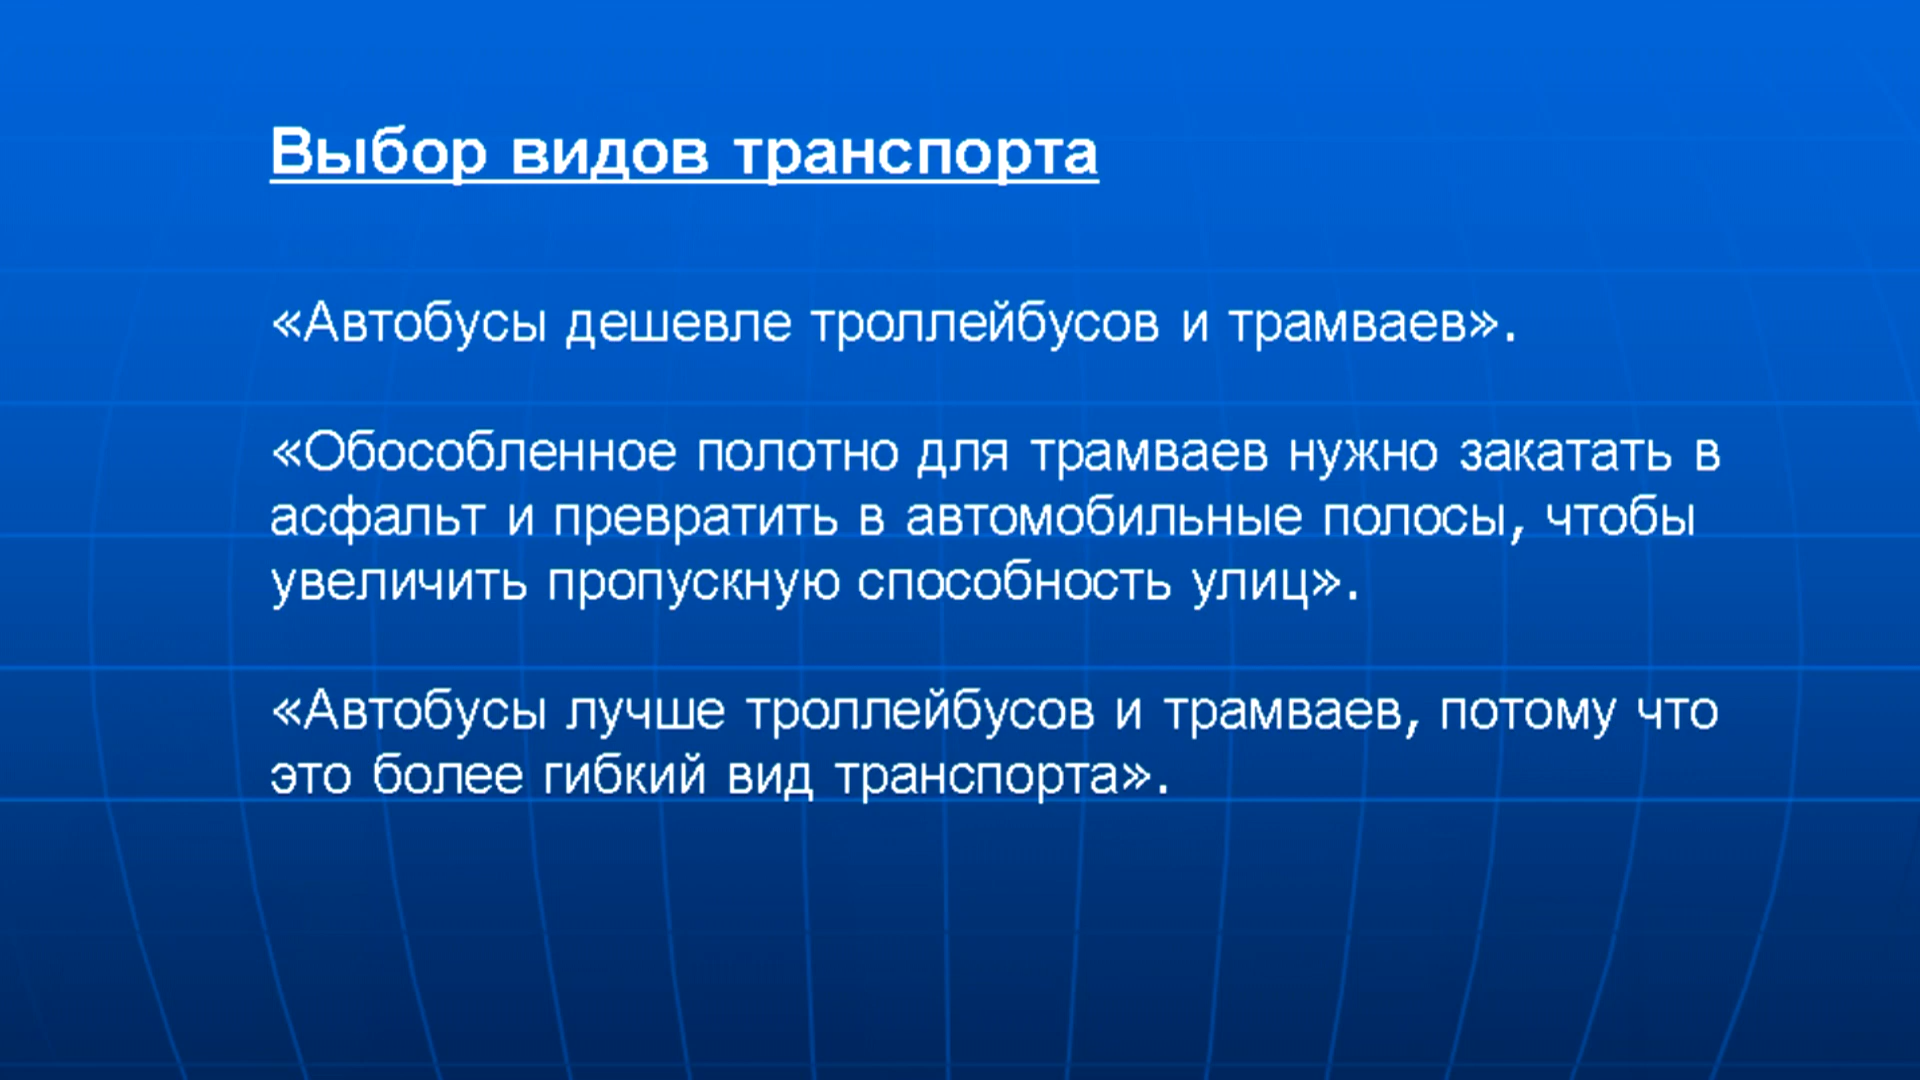 Выбор видов транспорта
«Автобусы дешевле троллейбусов и трамваев».
«Обособленное полотно для трамваев нужно закатать в
асфальт и превратить в автомобильные полосы, чтобы
увеличить пропускную способность улиц».
«Автобусы лучше троллейбусов и трамваев, потому что
это более гибкий вид транспорта».